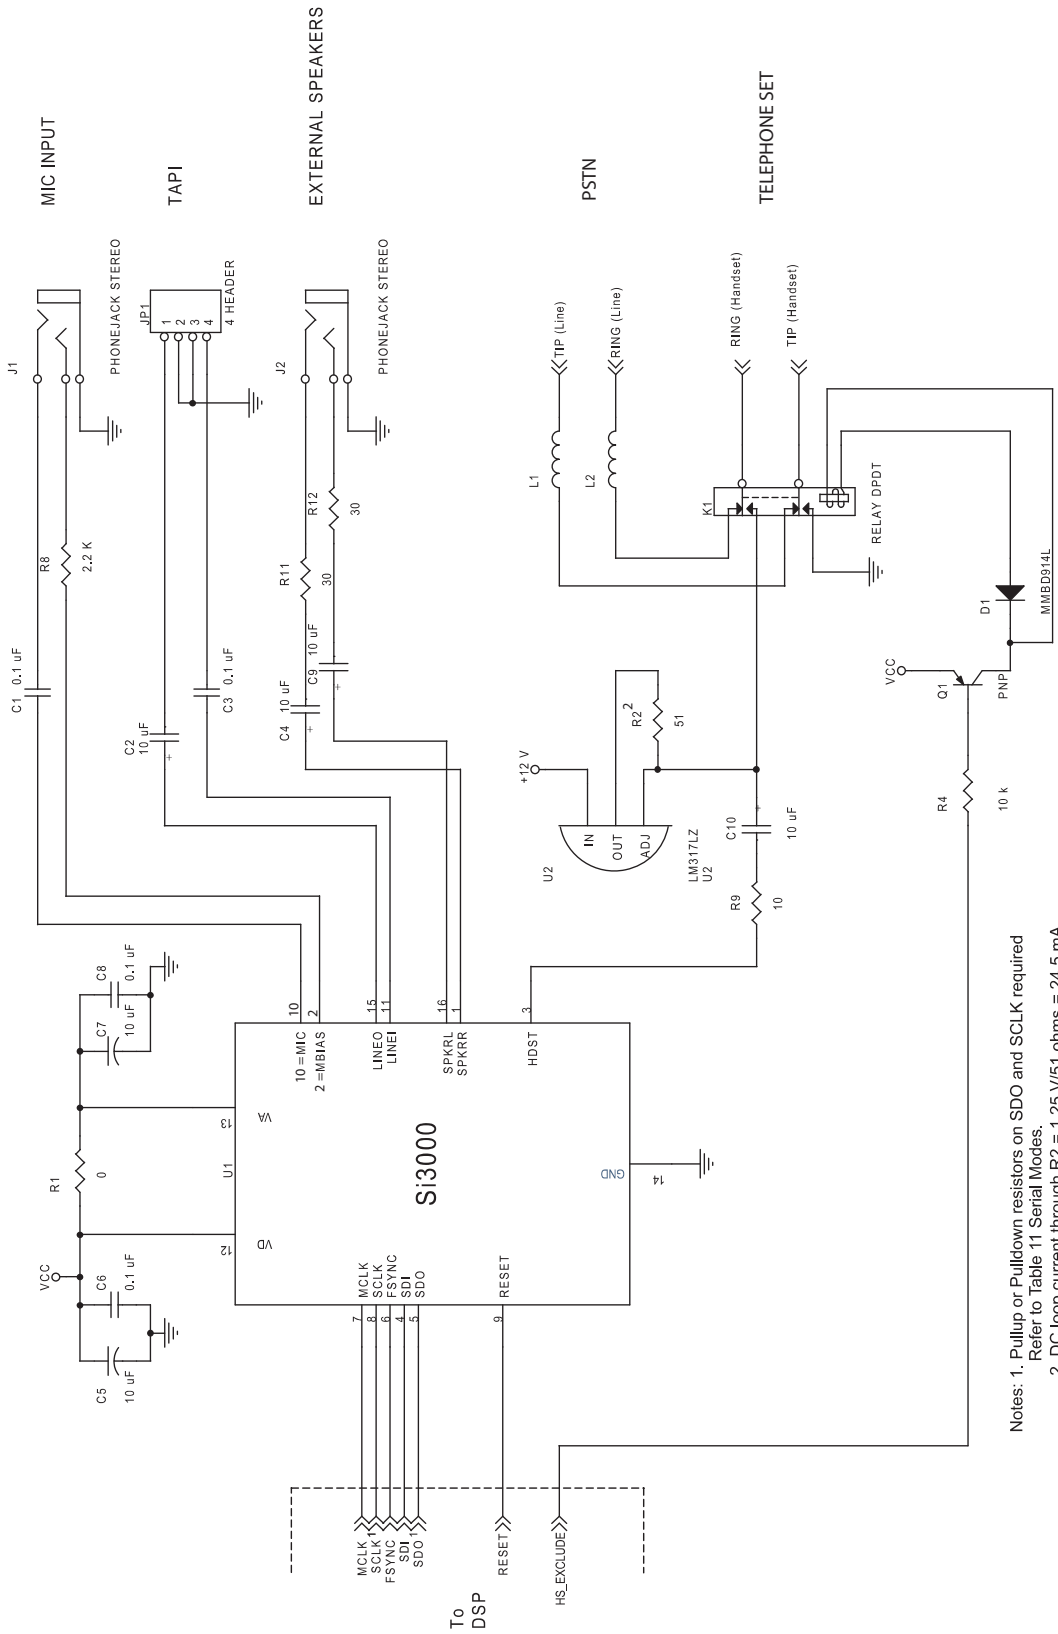 MIC INPUT
TAPI
EXTERNAL SPEAKERS
PSTN
TELEPHONE SET
J1
PHONEJACK STEREO
JP1
1
2
3
4
4 HEADER
J2
PHONEJACK STEREO
TIP (Line)
RING (Line)
RING (Handset)
TIP (Handset)
L1
L2
K1
RELAY DPDT
R8
2.2 K
R12
30
R11
30
D1
MMBD914L
C1 0.1 uF
C2
10 uF
+
C3 0.1 uF
C4 10 uF
+
C9 10 uF
+
VCC
Q1
PNP
+12 V
R2 2
51
IN
OUT
ADJ
U2
LM317LZ
U2
C10
+
10 uF
R9
10
R4
10 k
C8
0.1 uF
C7
10 uF
R1
0
VCC
C6
0.1 uF
C5
10 uF
10
2
15
11
16
1
3
10 =MIC
2 =MBIAS
LINEO
LINEI
SPKRL
SPKRR
HDST
13
VA
U1
Si3000
12
VD
GND
14
MCLK
SCLK
FSYNC
SDI
SDO
RESET
7
8
6
4
5
9
MCLK
SCLK 1
FSYNC
SDI
SDO 1
RESET
HS_EXCLUDE
To
DSP
Notes: 1. Pullup or Pulldown resistors on SDO and SCLK required
Refer to Table 11 Serial Modes.
2. DC loop current through R2 = 1.25 V/51 ohms = 24.5 mA